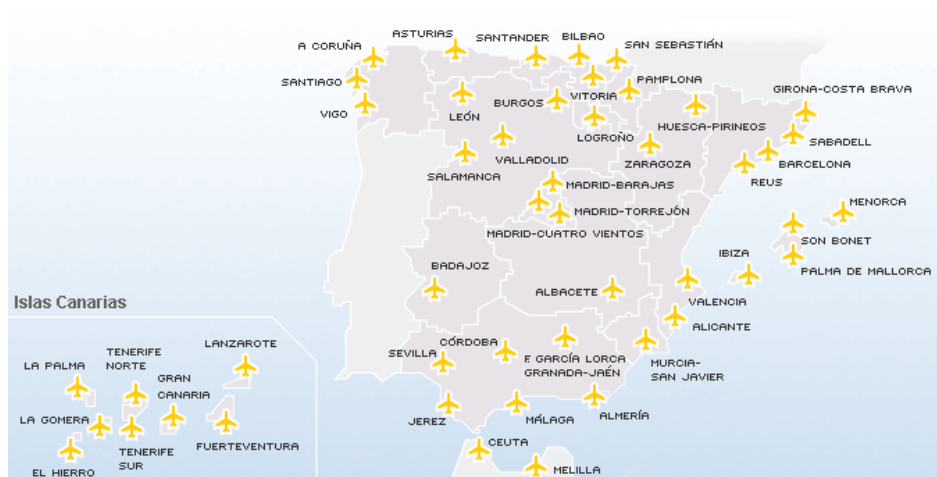 ASTURIAS
SANTANDER
BILBAO
A CORUÑA
SAN SEBASTIÁN
SANTIAGO
PAMPLONA
VITORIA
GIRONA-COSTA BRAVA
BURGOS
VIGO
LEÓN
HUESCA-PIRINEOS
LOGROÑO
SABADELL
VALLADOLID
ZARAGOZA
BARCELONA
SALAMANCA
REUS
MADRID-BARAJAS
MENORCA
MADRID-TORREJÓN
MADRID-CUATRO VIENTOS
SON BONET
IBIZA
BADAJOZ
PALMA DE MALLORCA
ALBACETE
Islas Canarias
VALENCIA
ALICANTE
LANZAROTE
CÓRDOBA
TENERIFE
NORTE
SEVILLA
F. GARCÍA LORCA
GRANADA-JAÉN
MURCIA-
SAN JAVIER
LA PALMA
GRAN
CANARIA
LA GOMERA
JEREZ
MÁLAGA
ALMERÍA
FUERTEVENTURA
CEUTA
TENERIFE
SUR
EL HIERRO
MELILLA